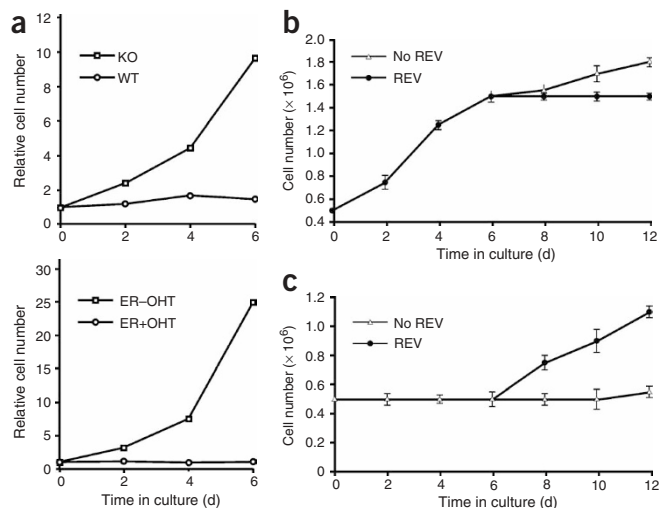 a
Relative cell number
12
10
8
6
4
2
0
KO
WT
0 2 4 6
Relative cell number
30
25
20
15
10
5
0
ER–OHT
ER+OHT
0 2 4 6
Time in culture (d)
b
Cell number (× 10⁶)
2.0
1.8
1.6
1.4
1.2
1.0
0.8
0.6
0.4
No REV
REV
0 2 4 6 8 10 12
Time in culture (d)
c
Cell number (× 10⁶)
1.2
1.0
0.8
0.6
0.4
0.2
0
No REV
REV
0 2 4 6 8 10 12
Time in culture (d)